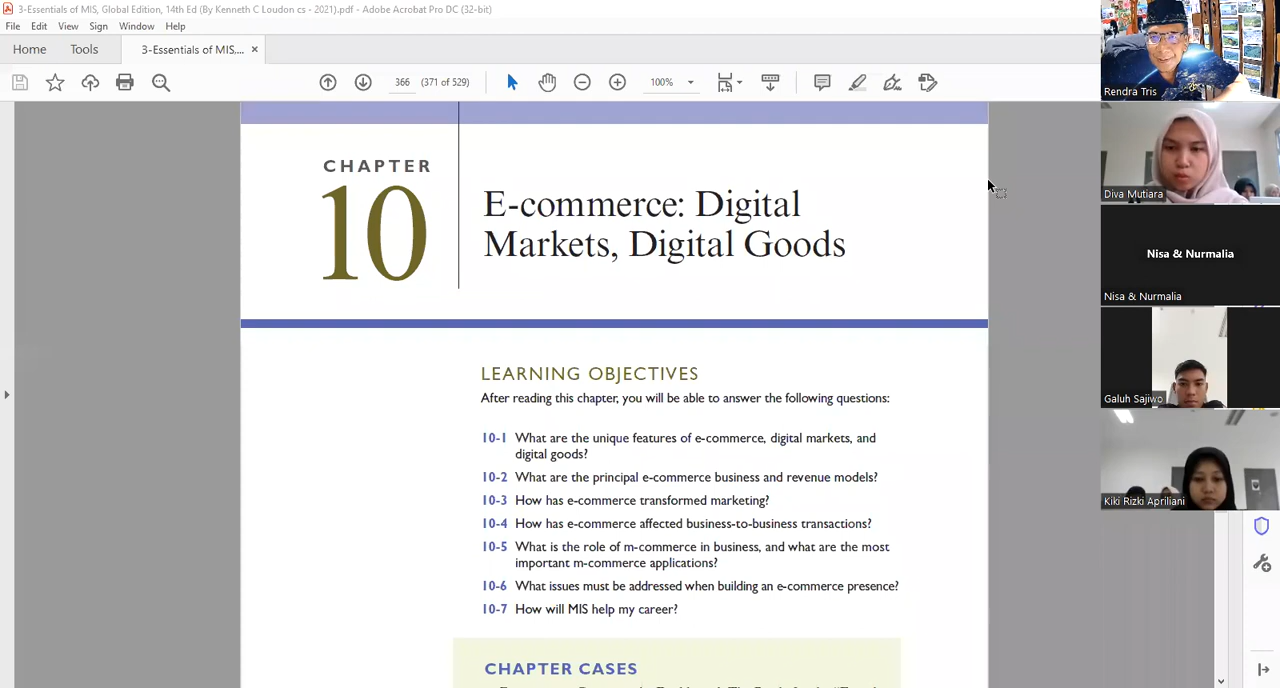 3-Essentials of MIS, Global Edition, 14th Ed (By Kenneth C Loudon cs - 2021).pdf - Adobe Acrobat Pro DC (32-bit)
File Edit View Sign Window Help
Home Tools 3-Essentials of MIS,... ×
366 (371 of 529) 100%
CHAPTER
10
E-commerce: Digital
Markets, Digital Goods
LEARNING OBJECTIVES
After reading this chapter, you will be able to answer the following questions:
10-1 What are the unique features of e-commerce, digital markets, and
digital goods?
10-2 What are the principal e-commerce business and revenue models?
10-3 How has e-commerce transformed marketing?
10-4 How has e-commerce affected business-to-business transactions?
10-5 What is the role of m-commerce in business, and what are the most
important m-commerce applications?
10-6 What issues must be addressed when building an e-commerce presence?
10-7 How will MIS help my career?
CHAPTER CASES
Rendra Tris
Diva Mutiara
Nisa & Nurmalia
Nisa & Nurmalia
Galuh Sajiwo
Kiki Rizki Apriliani